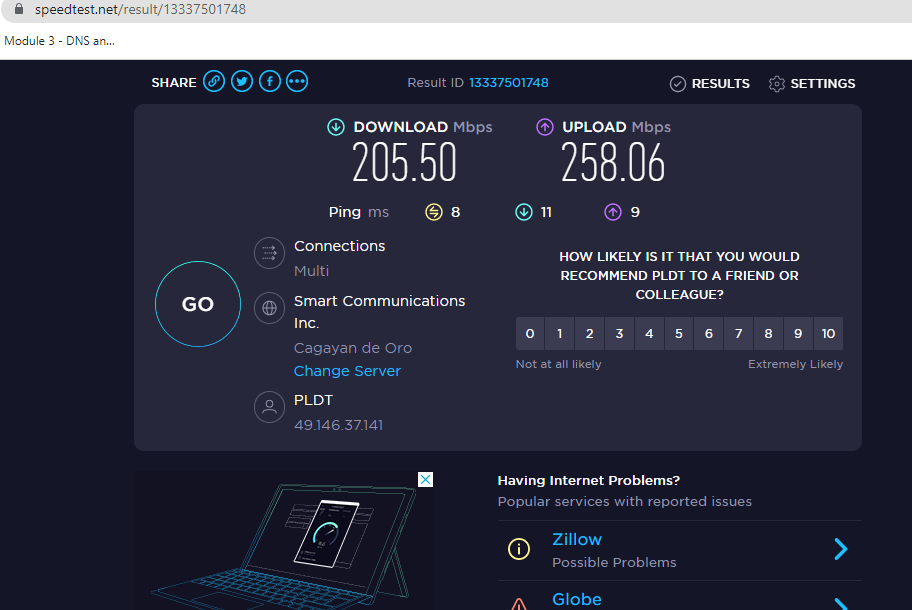 speedtest.net/result/13337501748
Module 3 - DNS an...
SHARE
Result ID 13337501748
RESULTS
SETTINGS
DOWNLOAD Mbps
205.50
UPLOAD Mbps
258.06
Ping ms
8
11
9
GO
Connections
Multi
Smart Communications
Inc.
Cagayan de Oro
Change Server
PLDT
49.146.37.141
HOW LIKELY IS IT THAT YOU WOULD
RECOMMEND PLDT TO A FRIEND OR
COLLEAGUE?
0 1 2 3 4 5 6 7 8 9 10
Not at all likely
Extremely Likely
Having Internet Problems?
Popular services with reported issues
Zillow
Possible Problems
Globe